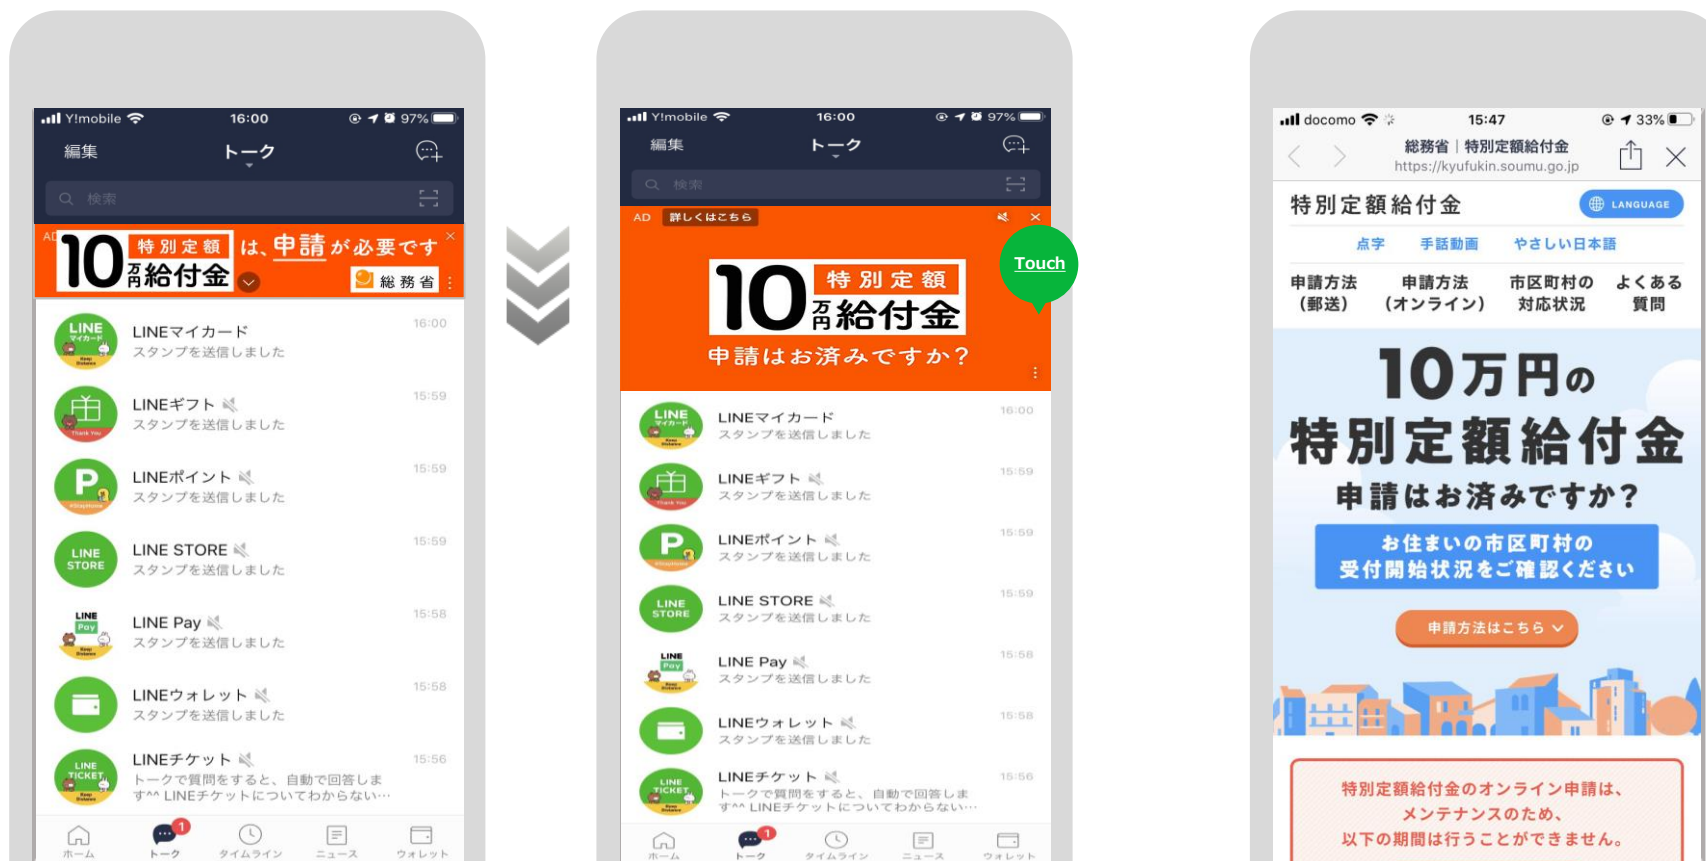 Y!mobile 16:00 97%
編集 トーク
検索
AD
10万円 特別定額給付金 は、申請が必要です
総務省
LINEマイカード 16:00
スタンプを送信しました
LINEギフト 15:59
スタンプを送信しました
LINEポイント 15:59
スタンプを送信しました
LINE STORE 15:59
スタンプを送信しました
LINE Pay 15:58
スタンプを送信しました
LINEウォレット 15:58
スタンプを送信しました
LINEチケット 15:56
トークで質問をすると、自動で回答しま
す^^ LINEチケットについてわからない…
LINE
マイカード
Thank You
P
LINE
STORE
LINE
Pay
LINE
TICKET
1
ホーム トーク タイムライン ニュース ウォレット
Y!mobile 16:00 97%
編集 トーク
検索
AD 詳しくはこちら
10万円 特別定額
給付金
申請はお済みですか?
Touch
LINEマイカード 16:00
スタンプを送信しました
LINEギフト 15:59
スタンプを送信しました
LINEポイント 15:59
スタンプを送信しました
LINE STORE 15:59
スタンプを送信しました
LINE Pay 15:58
スタンプを送信しました
LINEウォレット 15:58
スタンプを送信しました
LINEチケット 15:56
トークで質問をすると、自動で回答しま
す^^ LINEチケットについてわからない…
LINE
マイカード
Thank You
P
LINE
STORE
LINE
Pay
LINE
TICKET
1
ホーム トーク タイムライン ニュース ウォレット
docomo 15:47 33%
総務省｜特別定額給付金
https://kyufukin.soumu.go.jp
特別定額給付金 LANGUAGE
点字 手話動画 やさしい日本語
申請方法 申請方法 市区町村の よくある
（郵送） （オンライン） 対応状況 質問
10万円の
特別定額給付金
申請はお済みですか?
お住まいの市区町村の
受付開始状況をご確認ください
申請方法はこちら
特別定額給付金のオンライン申請は、
メンテナンスのため、
以下の期間は行うことができません。